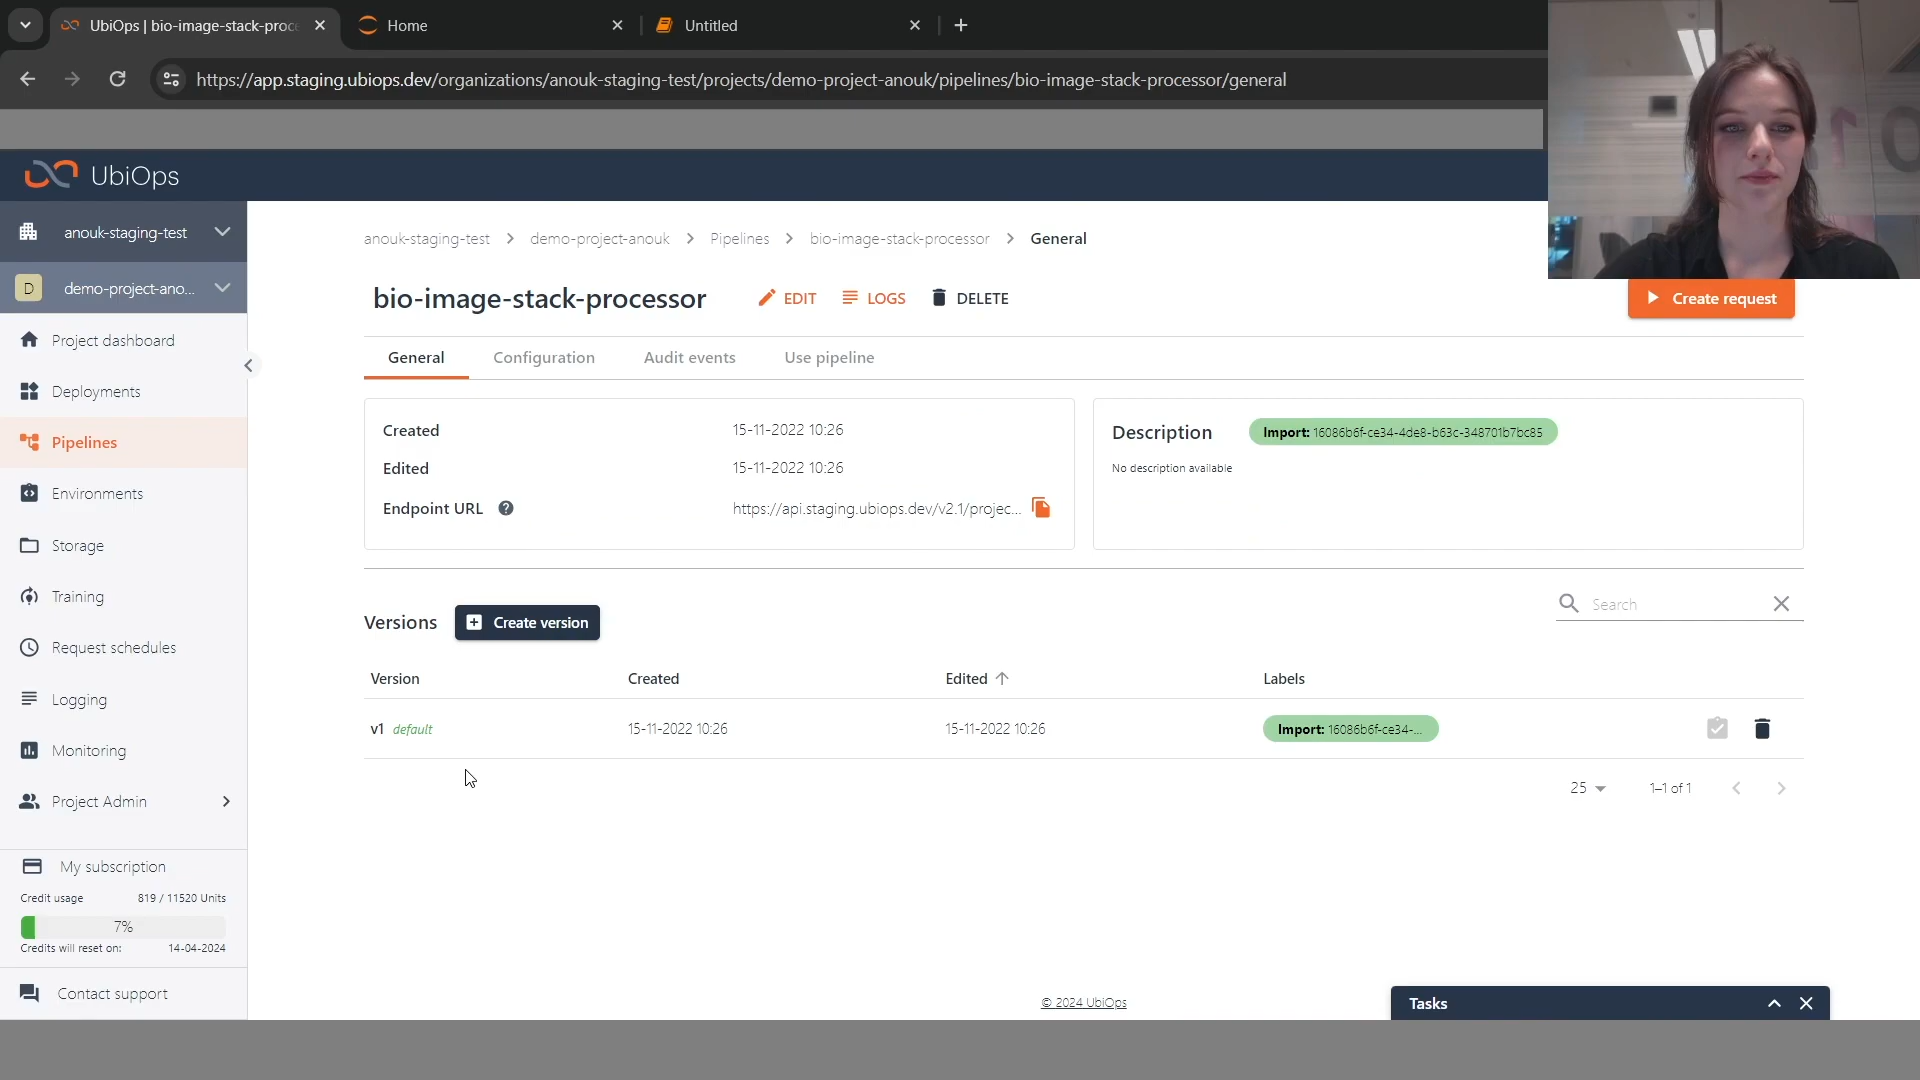 UbiOps | bio-image-stack-proce
Home
Untitled
https://app.staging.ubiops.dev/organizations/anouk-staging-test/projects/demo-project-anouk/pipelines/bio-image-stack-processor/general
UbiOps
anouk-staging-test
D demo-project-ano...
Project dashboard
Deployments
Pipelines
Environments
Storage
Training
Request schedules
Logging
Monitoring
Project Admin
My subscription
Credit usage 819 / 11520 Units
7%
Credits will reset on: 14-04-2024
Contact support
anouk-staging-test > demo-project-anouk > Pipelines > bio-image-stack-processor > General
bio-image-stack-processor EDIT LOGS DELETE
Create request
General Configuration Audit events Use pipeline
Created 15-11-2022 10:26
Edited 15-11-2022 10:26
Endpoint URL https://api.staging.ubiops.dev/v2.1/projec...
Description Import: 16086b6f-ce34-4de8-b63c-348701b7bc85
No description available
Versions Create version
Search
Version Created Edited Labels
v1 default 15-11-2022 10:26 15-11-2022 10:26 Import: 16086b6f-ce34-...
25 1-1 of 1
© 2024 UbiOps
Tasks